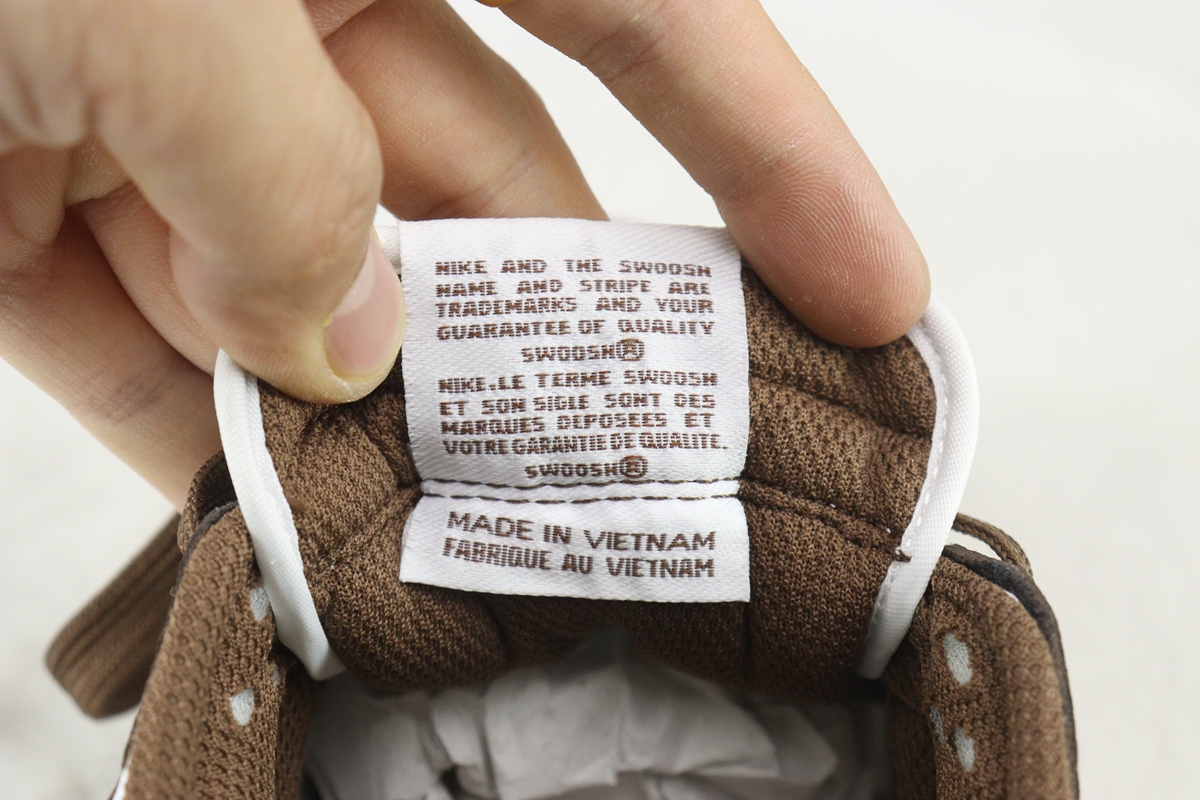 NIKE AND THE SWOOSH
NAME AND STRIPE ARE
TRADEMARKS AND YOUR
GUARANTEE OF QUALITY
SWOOSH®
NIKE.LE TERME SWOOSH
ET SON SIGLE SONT DES
MARQUES DEPOSEES ET
VOTRE GARANTIE DE QUALITE.
SWOOSH®
MADE IN VIETNAM
FABRIQUE AU VIETNAM